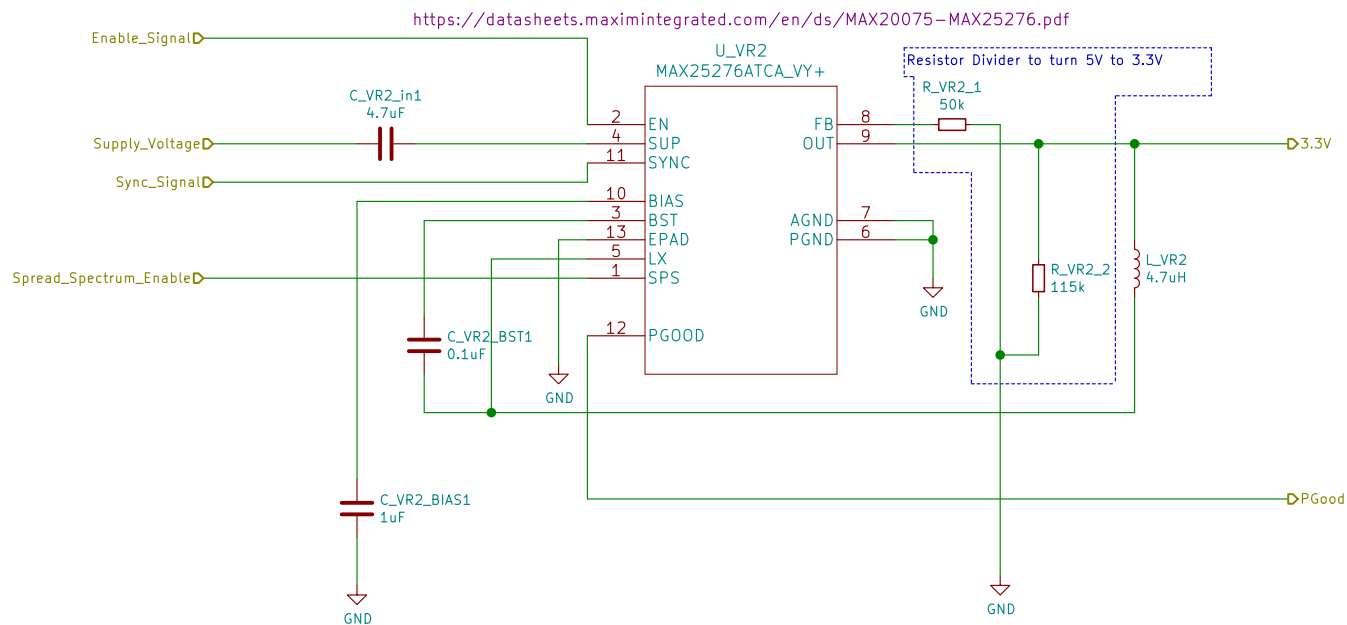 https://datasheets.maximintegrated.com/en/ds/MAX20075-MAX25276.pdf
Enable_Signal
U_VR2
MAX25276ATCA_VY+
Resistor Divider to turn 5V to 3.3V
R_VR2_1
50k
C_VR2_in1
4.7uF
2
EN
FB
8
Supply_Voltage
4
SUP
OUT
9
3.3V
11
SYNC
Sync_Signal
10
BIAS
3
BST
AGND
7
13
EPAD
PGND
6
5
LX
Spread_Spectrum_Enable
1
SPS
R_VR2_2
115k
L_VR2
4.7uH
GND
12
PGOOD
C_VR2_BST1
0.1uF
GND
C_VR2_BIAS1
1uF
PGood
GND
GND